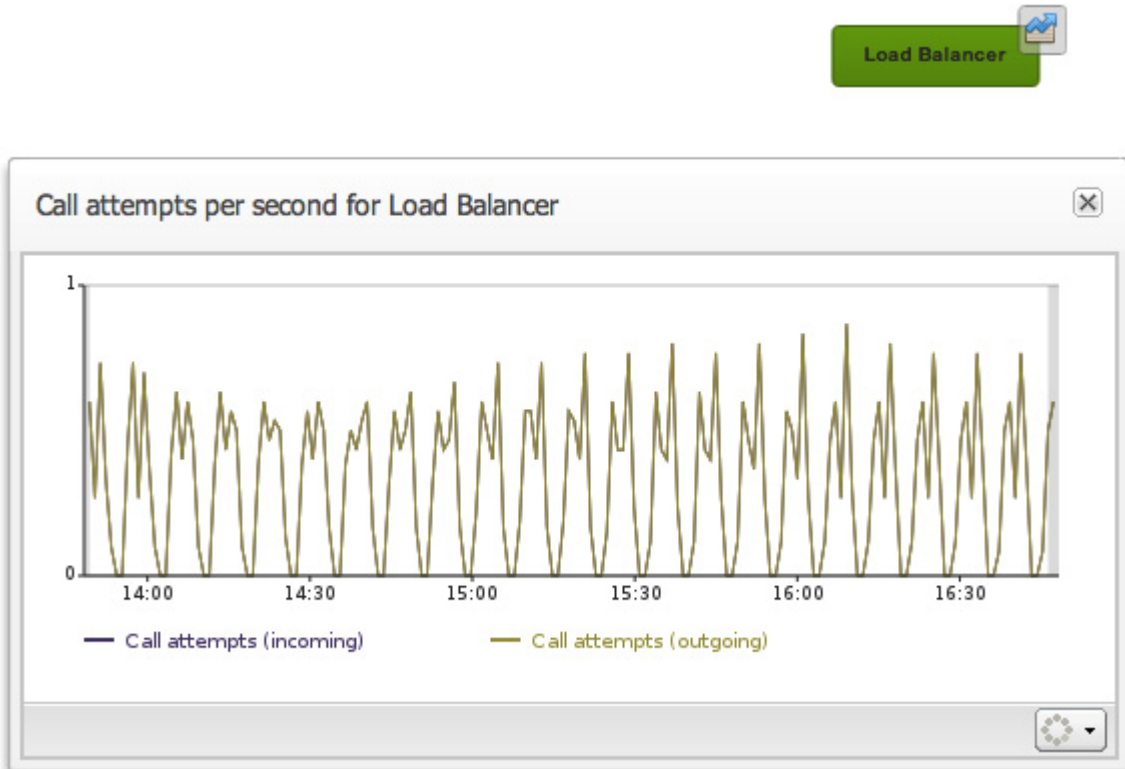 Load Balancer
Call attempts per second for Load Balancer
1
0
14:00 14:30 15:00 15:30 16:00 16:30
Call attempts (incoming) Call attempts (outgoing)